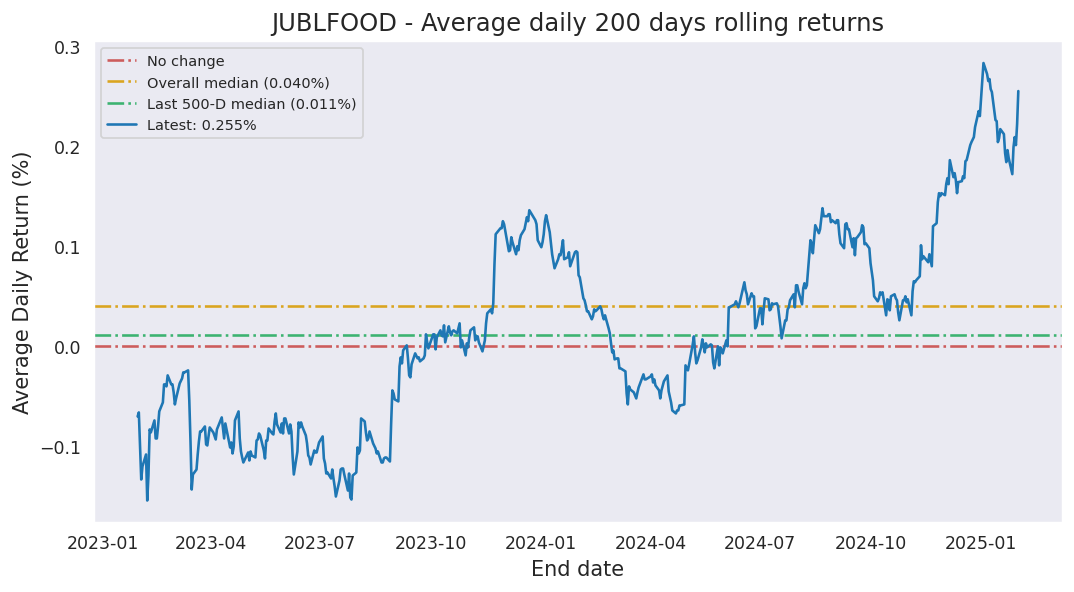 JUBLFOOD - Average daily 200 days rolling returns
0.3
0.2
0.1
0.0
−0.1
Average Daily Return (%)
No change
Overall median (0.040%)
Last 500-D median (0.011%)
Latest: 0.255%
2023-01 2023-04 2023-07 2023-10 2024-01 2024-04 2024-07 2024-10 2025-01
End date